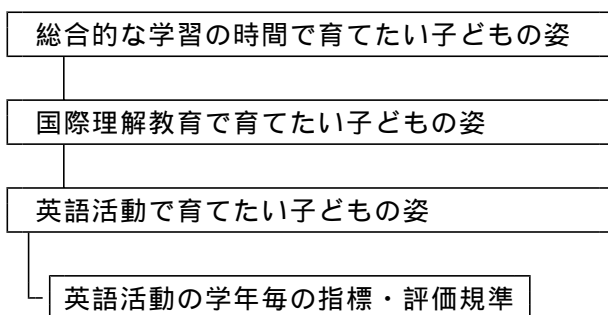 総合的な学習の時間で育てたい子どもの姿
国際理解教育で育てたい子どもの姿
英語活動で育てたい子どもの姿
英語活動の学年毎の指標・評価規準